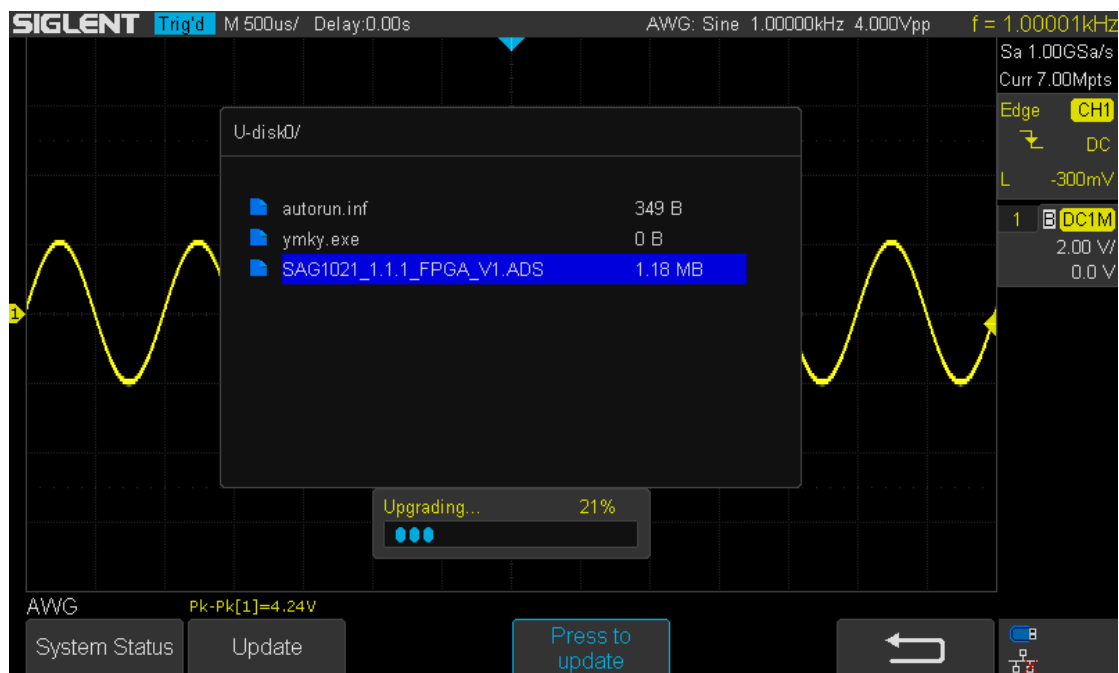 SIGLENT Trig'd M 500us/ Delay:0.00s AWG: Sine 1.00000kHz 4.000Vpp f = 1.00001kHz
Sa 1.00GSa/s
Curr 7.00Mpts
Edge CH1
DC
L -300mV
1 B DC1M
2.00 V/
0.0 V
U-disk0/
autorun.inf 349 B
ymky.exe 0 B
SAG1021_1.1.1_FPGA_V1.ADS 1.18 MB
1
Upgrading... 21%
AWG Pk-Pk[1]=4.24V
System Status Update Press to
update